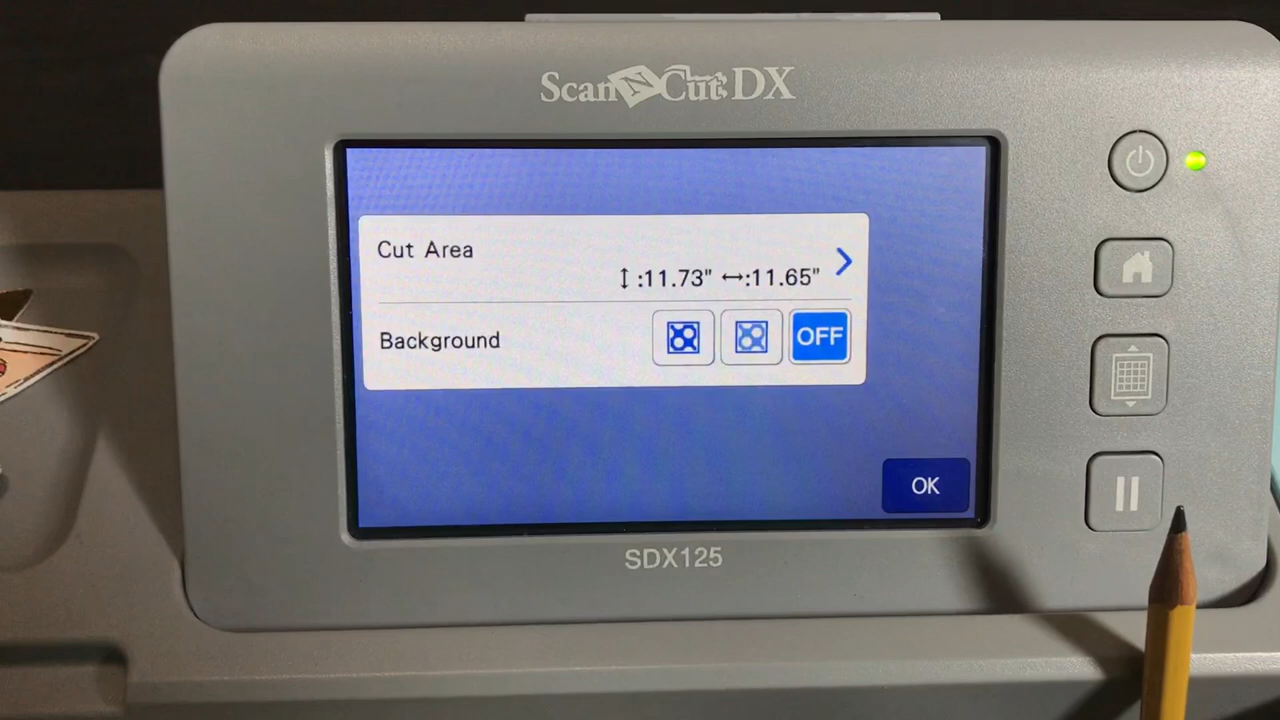 ScanNCut DX
Cut Area
↕:11.73" ↔:11.65"
Background
OFF
OK
SDX125